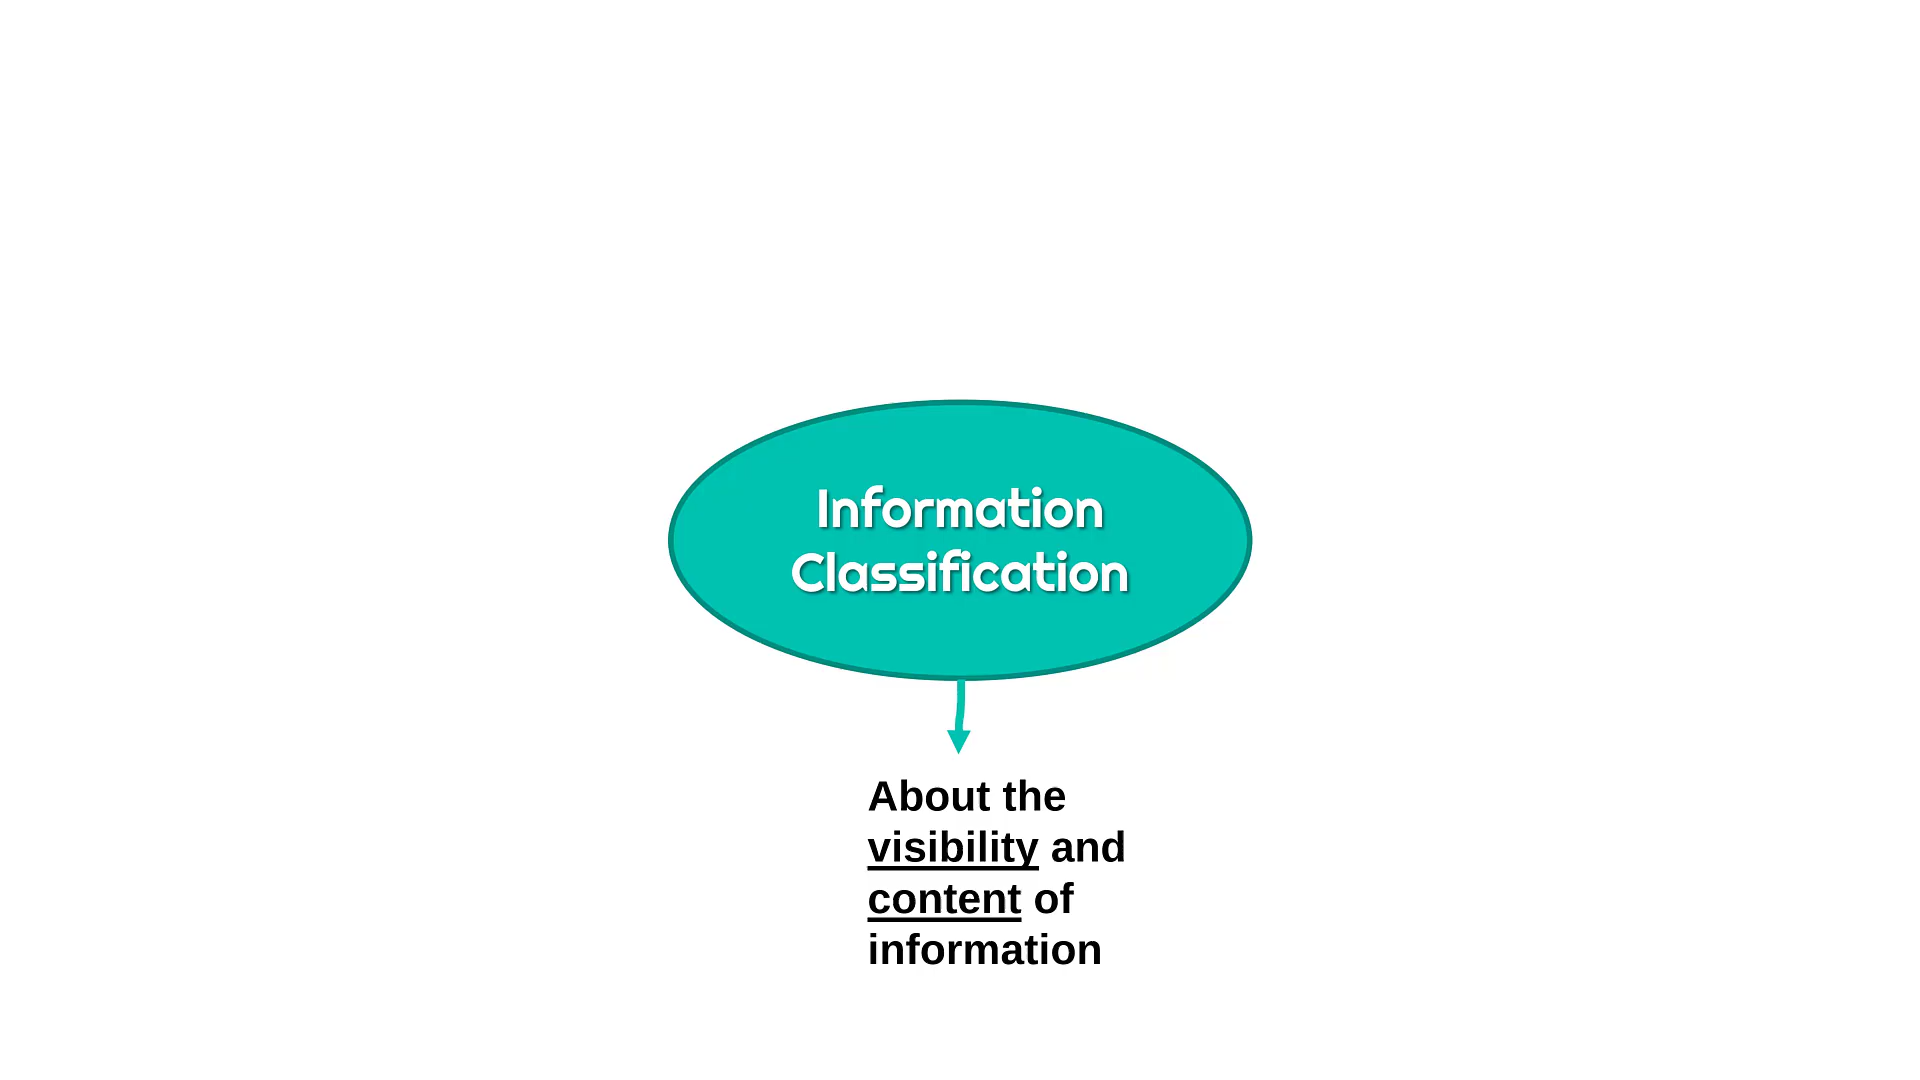 Information
Classification
About the
visibility and
content of
information